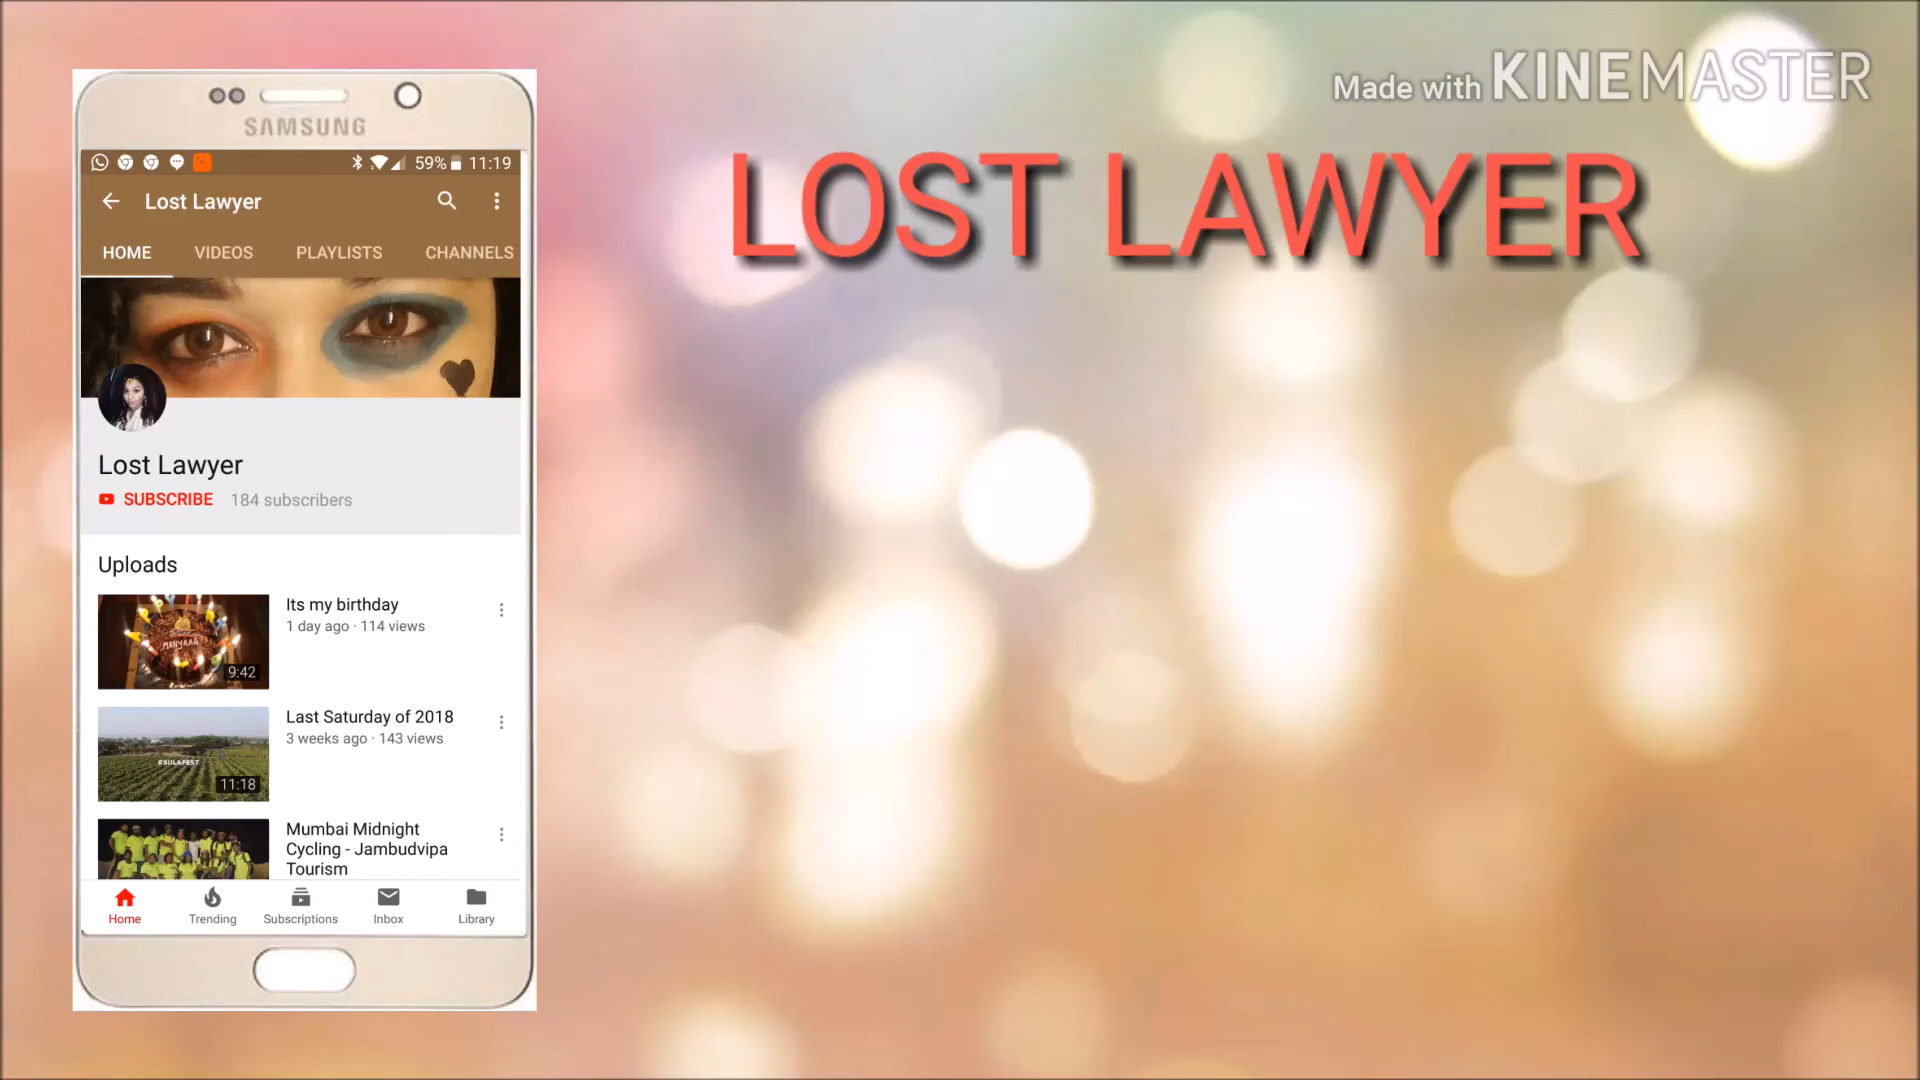 Made with KINEMASTER
LOST LAWYER
SAMSUNG
59% 11:19
Lost Lawyer
HOME VIDEOS PLAYLISTS CHANNELS
Lost Lawyer
SUBSCRIBE 184 subscribers
Uploads
Its my birthday
1 day ago · 114 views
MANYAAA
9:42
Last Saturday of 2018
3 weeks ago · 143 views
#SULAFEST
11:18
Mumbai Midnight
Cycling - Jambudvipa
Tourism
Home Trending Subscriptions Inbox Library